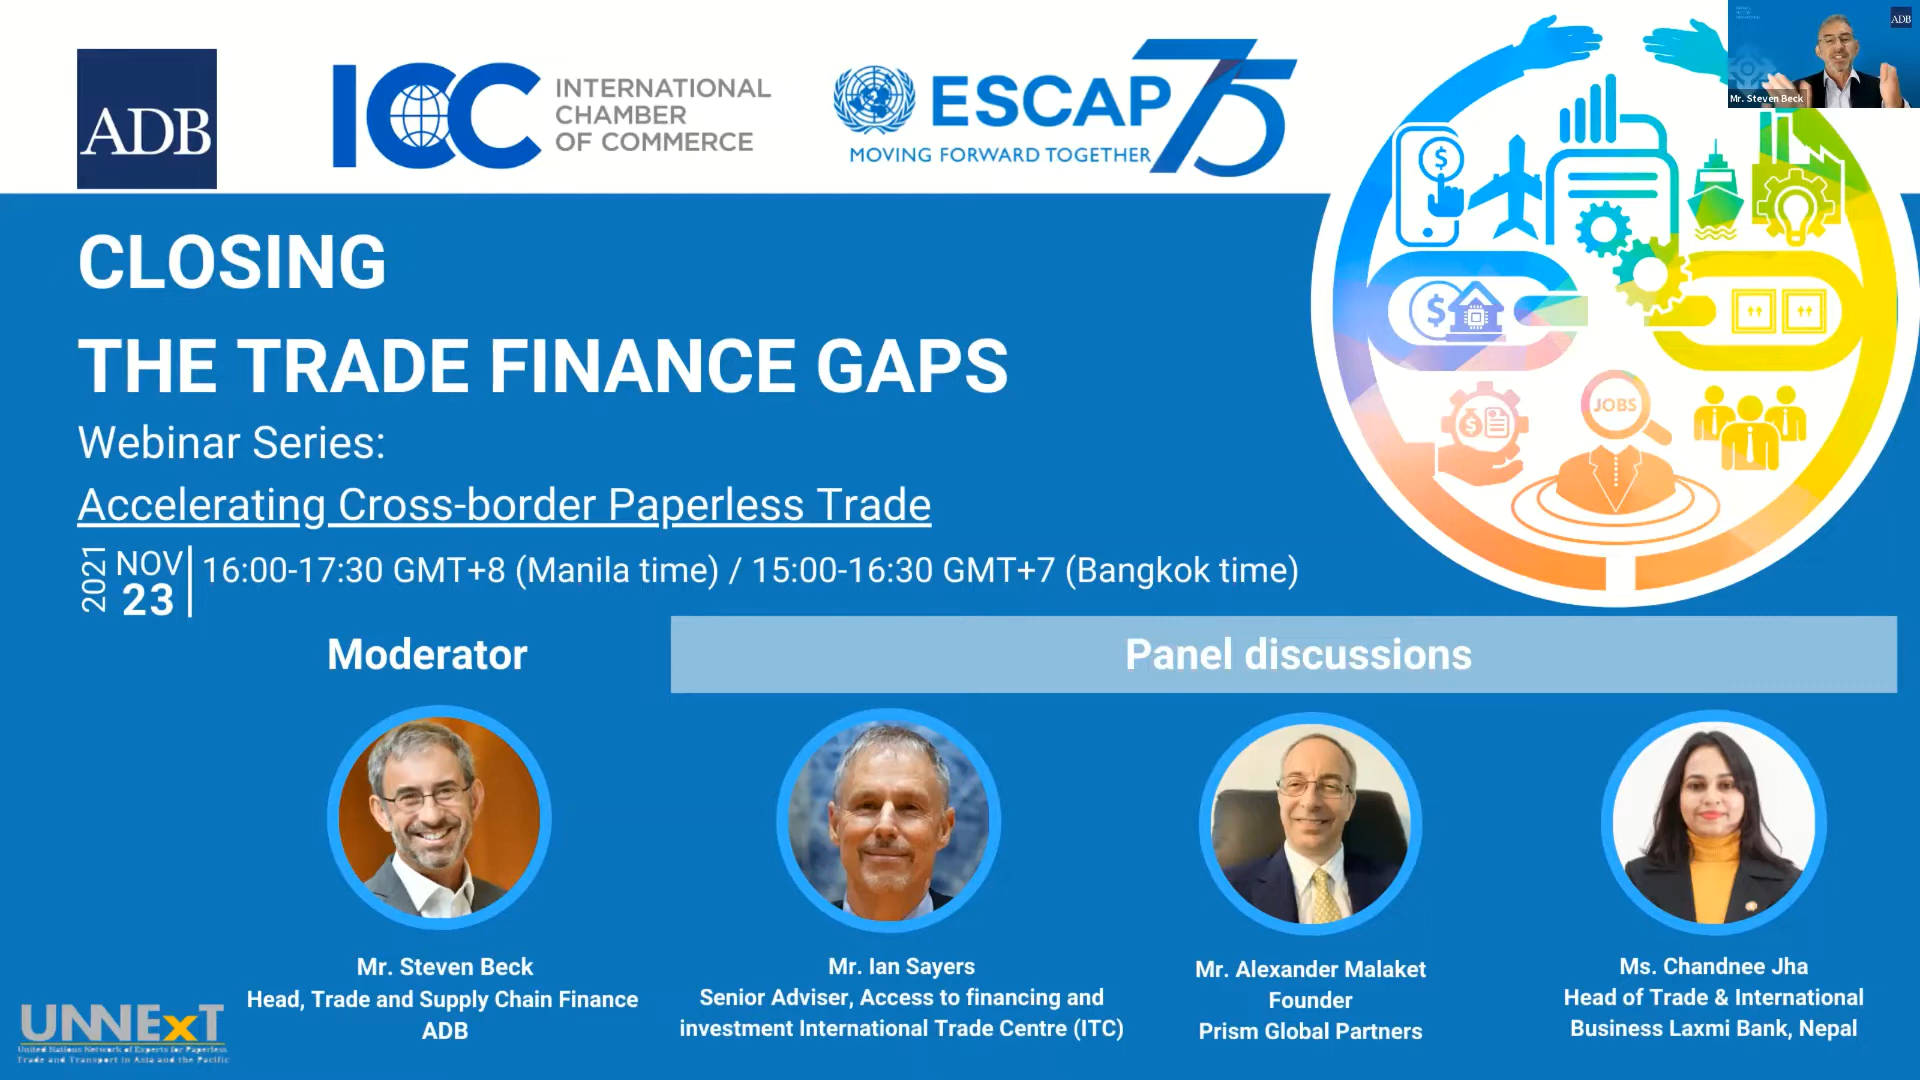 ADB
ICC INTERNATIONAL
CHAMBER
OF COMMERCE
ESCAP 75
MOVING FORWARD TOGETHER
ADB
Mr. Steven Beck
$
$
JOBS
$
CLOSING
THE TRADE FINANCE GAPS
Webinar Series:
Accelerating Cross-border Paperless Trade
2021 NOV 23
16:00-17:30 GMT+8 (Manila time) / 15:00-16:30 GMT+7 (Bangkok time)
Moderator
Panel discussions
Mr. Steven Beck
Head, Trade and Supply Chain Finance
ADB
Mr. Ian Sayers
Senior Adviser, Access to financing and
investment International Trade Centre (ITC)
Mr. Alexander Malaket
Founder
Prism Global Partners
Ms. Chandnee Jha
Head of Trade & International
Business Laxmi Bank, Nepal
UNNExT
United Nations Network of Experts for Paperless
Trade and Transport in Asia and the Pacific